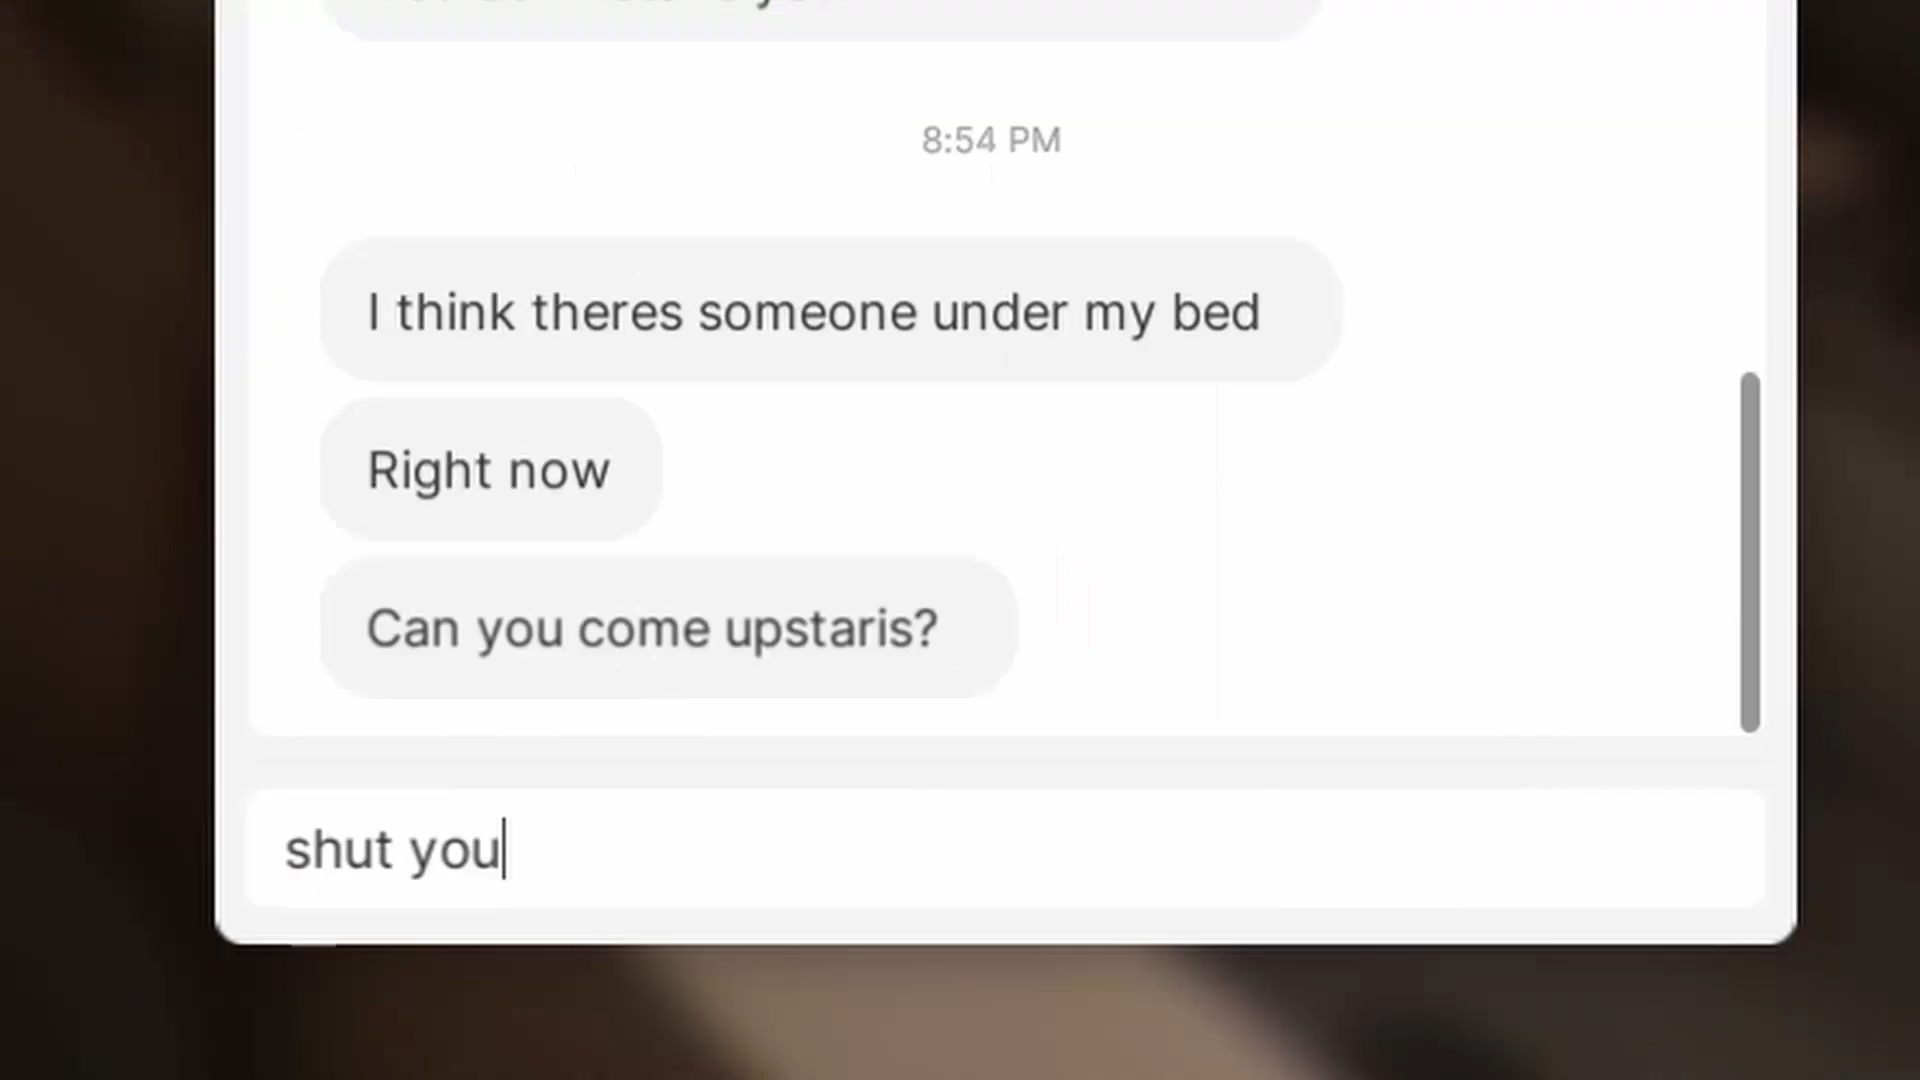 8:54 PM
I think theres someone under my bed
Right now
Can you come upstaris?
shut you